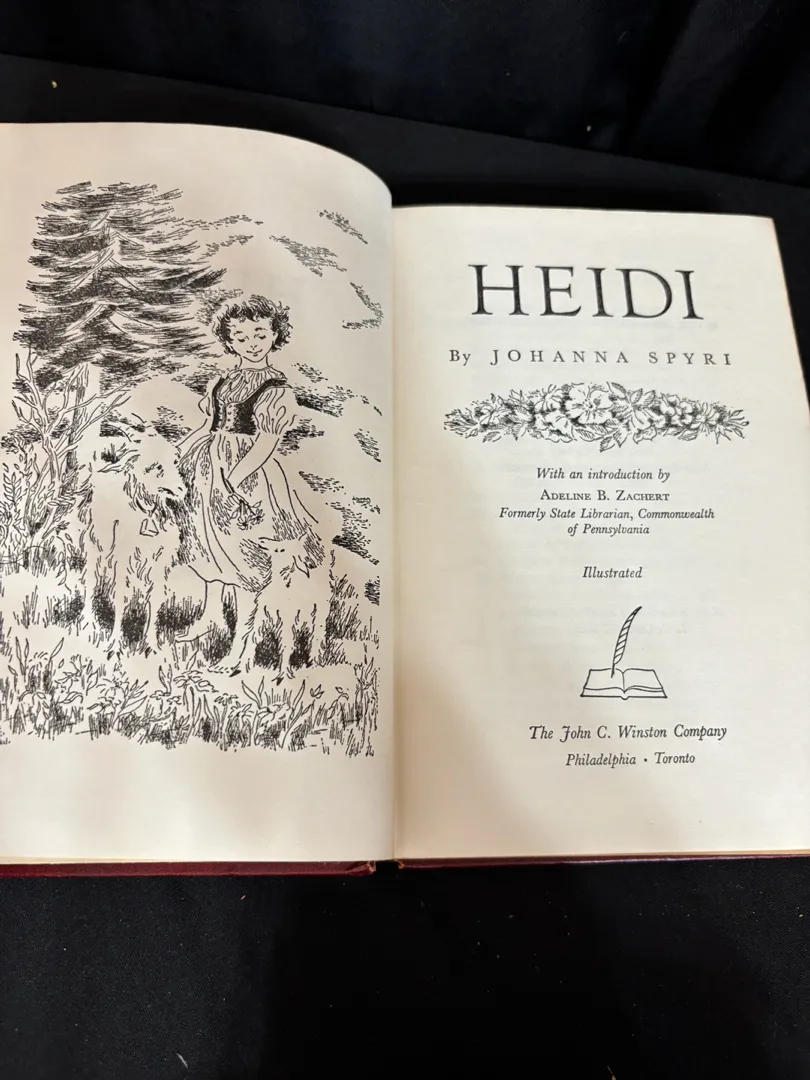 HEIDI
By JOHANNA SPYRI
With an introduction by
ADELINE B. ZACHERT
Formerly State Librarian, Commonwealth
of Pennsylvania
Illustrated
The John C. Winston Company
Philadelphia • Toronto